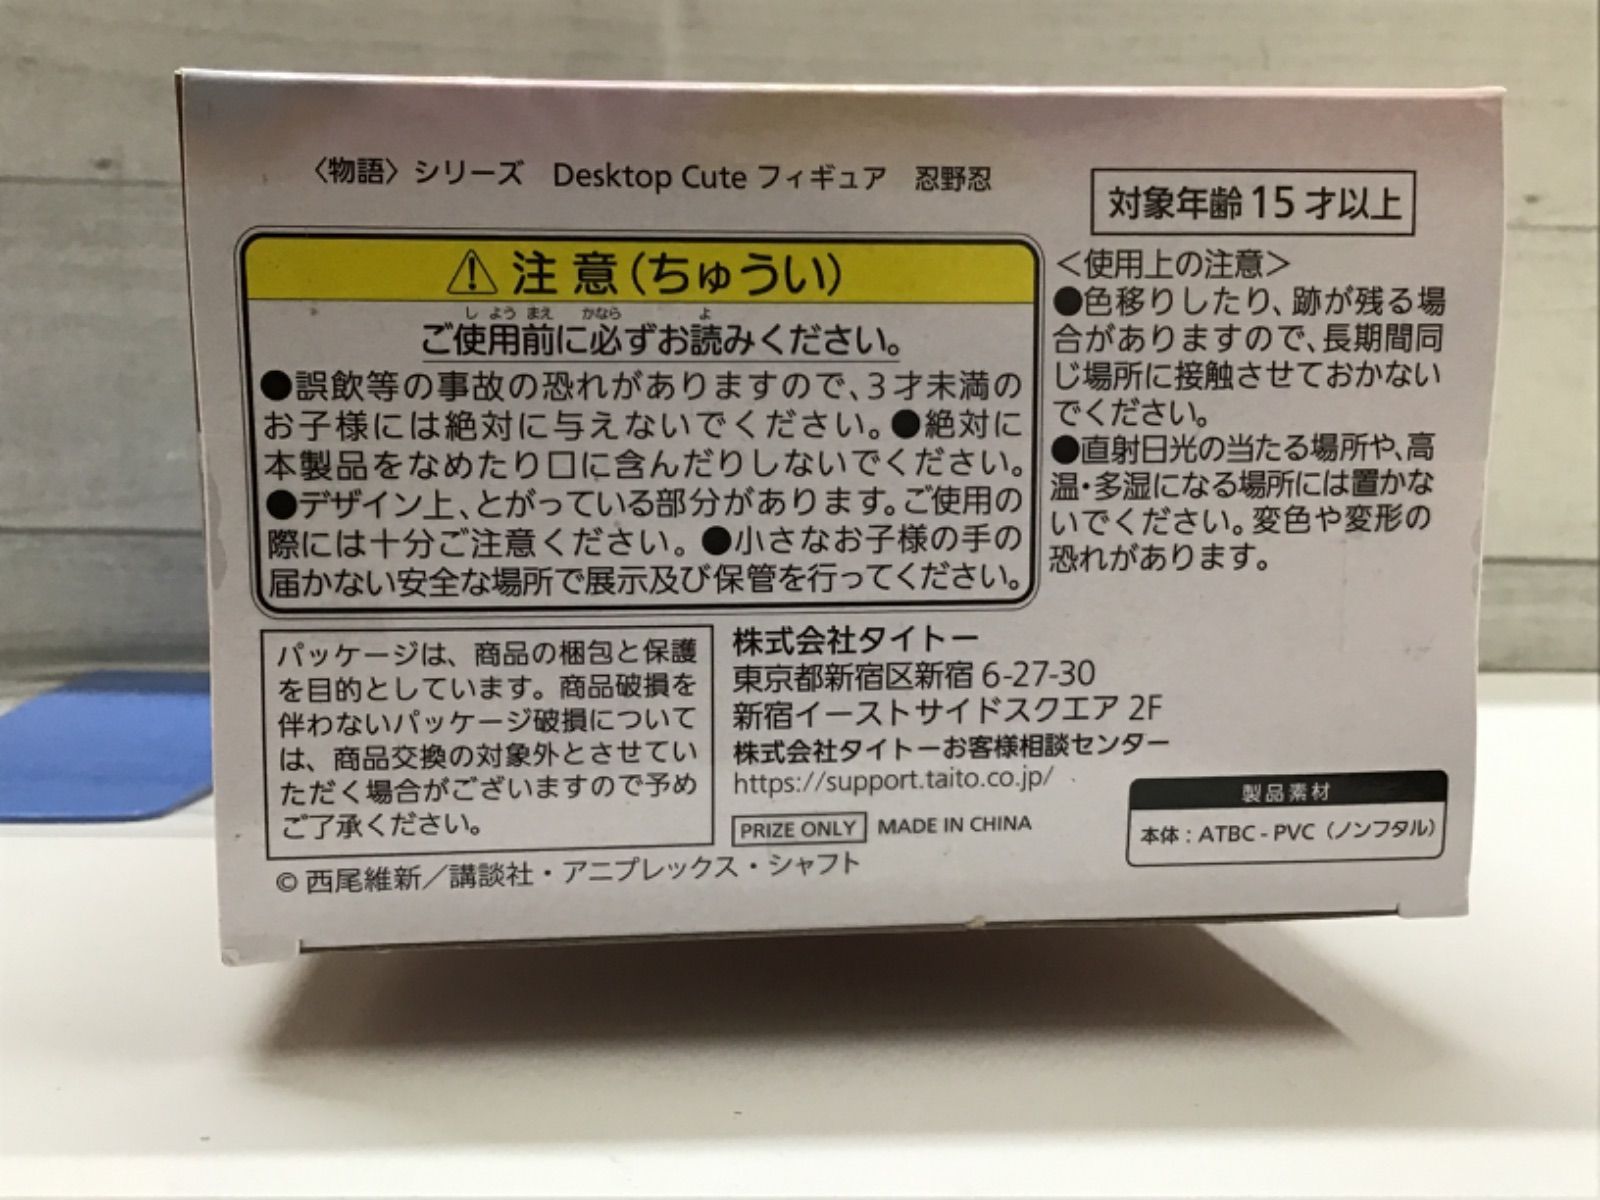 〈物語〉シリーズ　Desktop Cute フィギュア　忍野忍
対象年齢 15 才以上
⚠ 注 意（ちゅうい）
し よう まえ かなら よ
ご使用前に必ずお読みください。
●誤飲等の事故の恐れがありますので、3才未満の
お子様には絶対に与えないでください。●絶対に
本製品をなめたり口に含んだりしないでください。
●デザイン上、とがっている部分があります。ご使用の
際には十分ご注意ください。●小さなお子様の手の
届かない安全な場所で展示及び保管を行ってください。
＜使用上の注意＞
●色移りしたり、跡が残る場
合がありますので、長期間同
じ場所に接触させておかない
でください。
●直射日光の当たる場所や、高
温・多湿になる場所には置かな
いでください。変色や変形の
恐れがあります。
パッケージは、商品の梱包と保護
を目的としています。商品破損を
伴わないパッケージ破損について
は、商品交換の対象外とさせてい
ただく場合がございますので予め
ご了承ください。
株式会社タイトー
東京都新宿区新宿 6-27-30
新宿イーストサイドスクエア 2F
株式会社タイトーお客様相談センター
https://support.taito.co.jp/
PRIZE ONLY MADE IN CHINA
製品素材
本体：ATBC-PVC（ノンフタル）
© 西尾維新／講談社・アニプレックス・シャフト